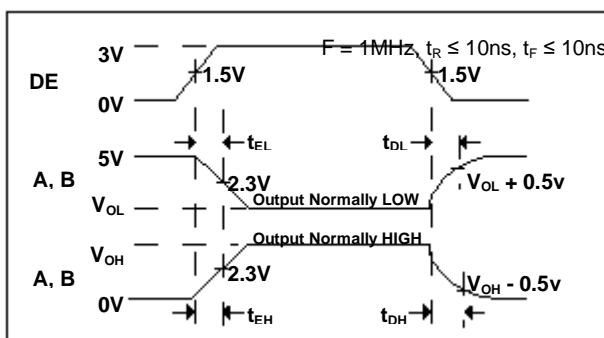 3V
F = 1MHz, tR ≤ 10ns, tF ≤ 10ns
1.5V
1.5V
DE
0V
tEL
tDL
5V
A, B
2.3V
VOL + 0.5v
Output Normally LOW
VOL
Output Normally HIGH
VOH
A, B
2.3V
VOH - 0.5v
0V
tEH
tDH